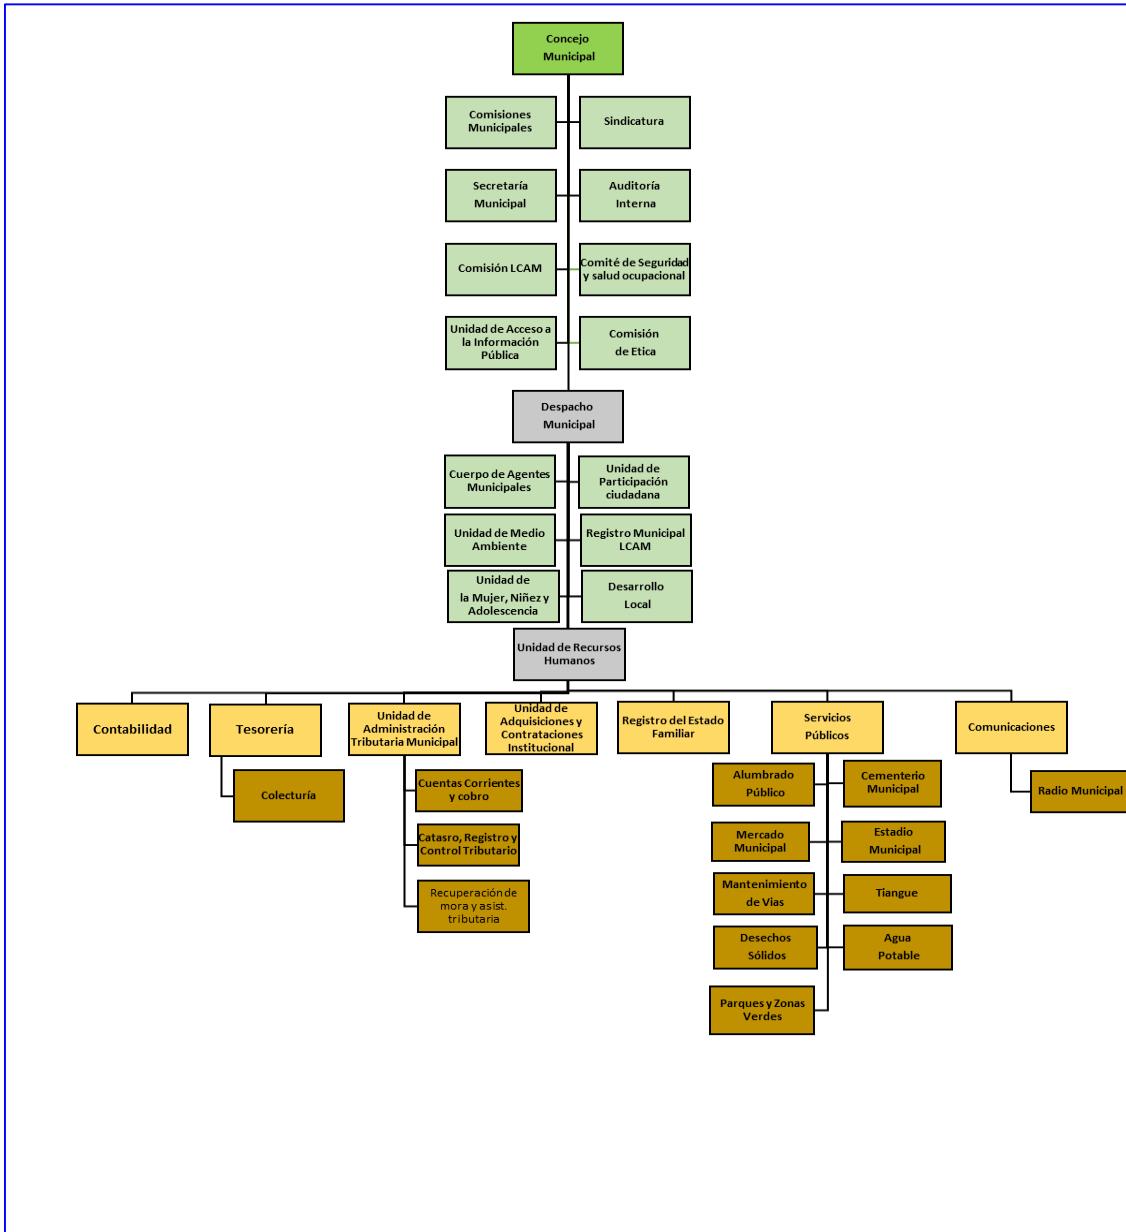 Concejo
Municipal
Comisiones
Municipales
Sindicatura
Secretaría
Municipal
Auditoría
Interna
Comisión LCAM
Comité de Seguridad
y salud ocupacional
Unidad de Acceso a
la Información
Pública
Comisión
de Etica
Despacho
Municipal
Cuerpo de Agentes
Municipales
Unidad de
Participación
ciudadana
Unidad de Medio
Ambiente
Registro Municipal
LCAM
Unidad de
la Mujer, Niñez y
Adolescencia
Desarrollo
Local
Unidad de Recursos
Humanos
Contabilidad
Tesorería
Unidad de
Administración
Tributaria Municipal
Unidad de
Adquisiciones y
Contrataciones
Institucional
Registro del Estado
Familiar
Servicios
Públicos
Comunicaciones
Colecturía
Cuentas Corrientes
y cobro
Catasro, Registro y
Control Tributario
Recuperación de
mora y asist.
tributaria
Alumbrado
Público
Cementerio
Municipal
Radio Municipal
Mercado
Municipal
Estadio
Municipal
Mantenimiento
de Vias
Tiangue
Desechos
Sólidos
Agua
Potable
Parques y Zonas
Verdes